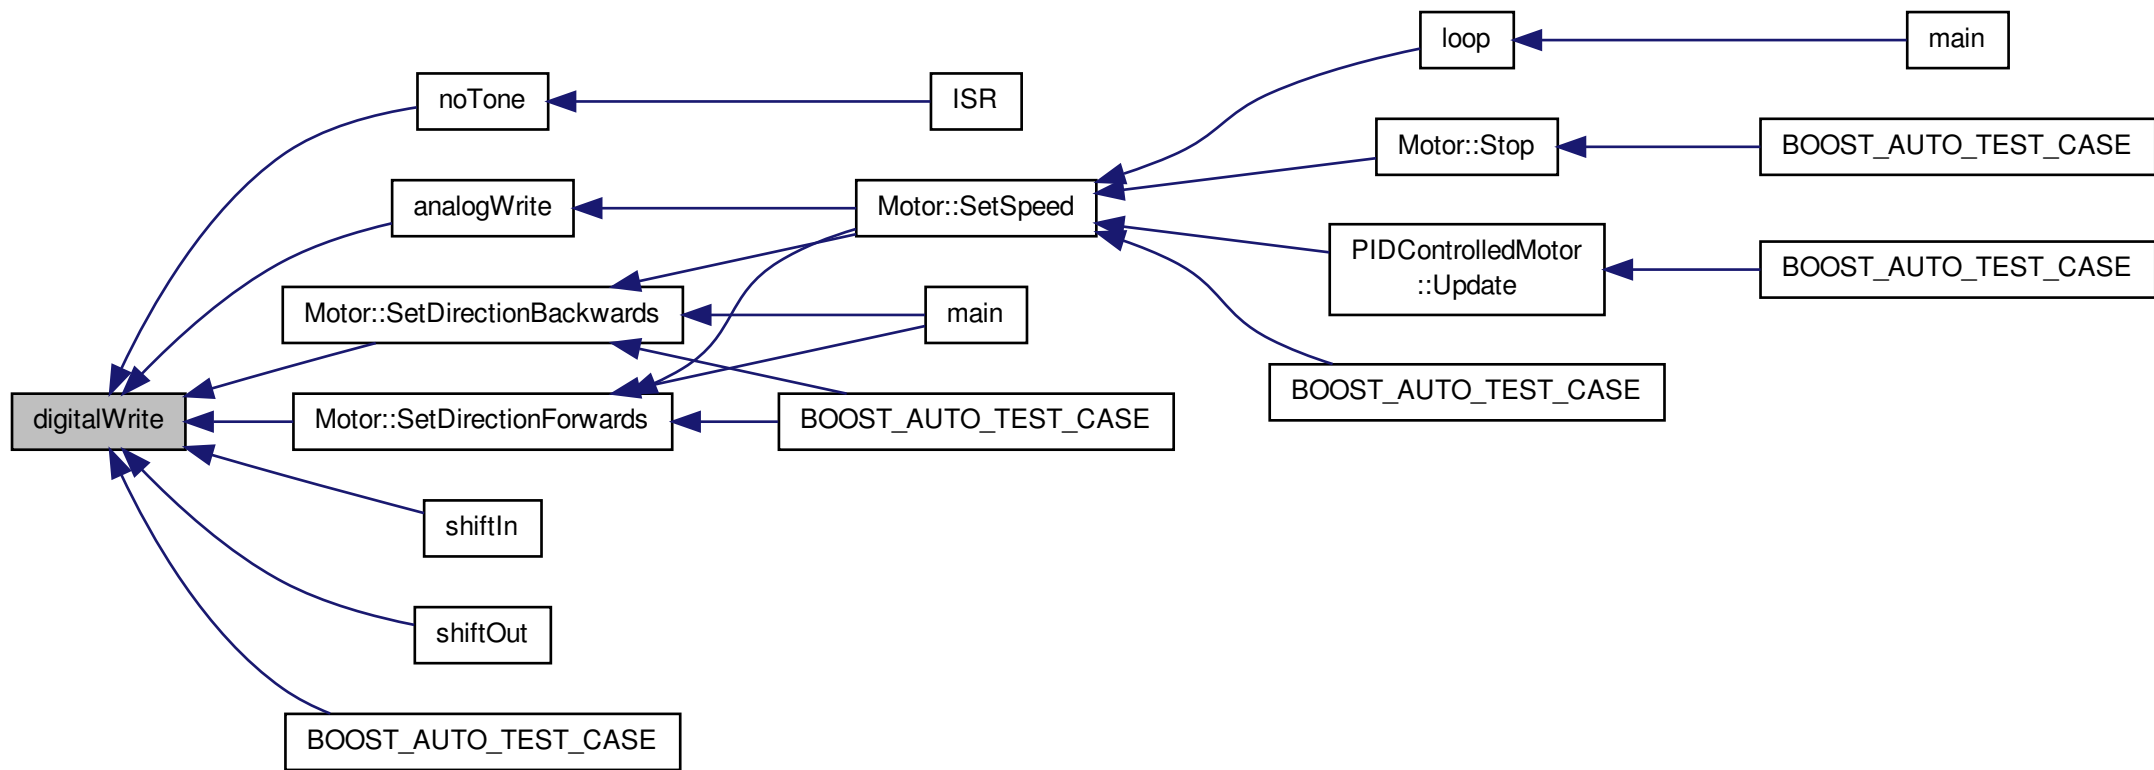 loop
main
noTone
ISR
Motor::Stop
BOOST_AUTO_TEST_CASE
analogWrite
Motor::SetSpeed
PIDControlledMotor
::Update
BOOST_AUTO_TEST_CASE
Motor::SetDirectionBackwards
main
BOOST_AUTO_TEST_CASE
digitalWrite
Motor::SetDirectionForwards
BOOST_AUTO_TEST_CASE
shiftIn
shiftOut
BOOST_AUTO_TEST_CASE